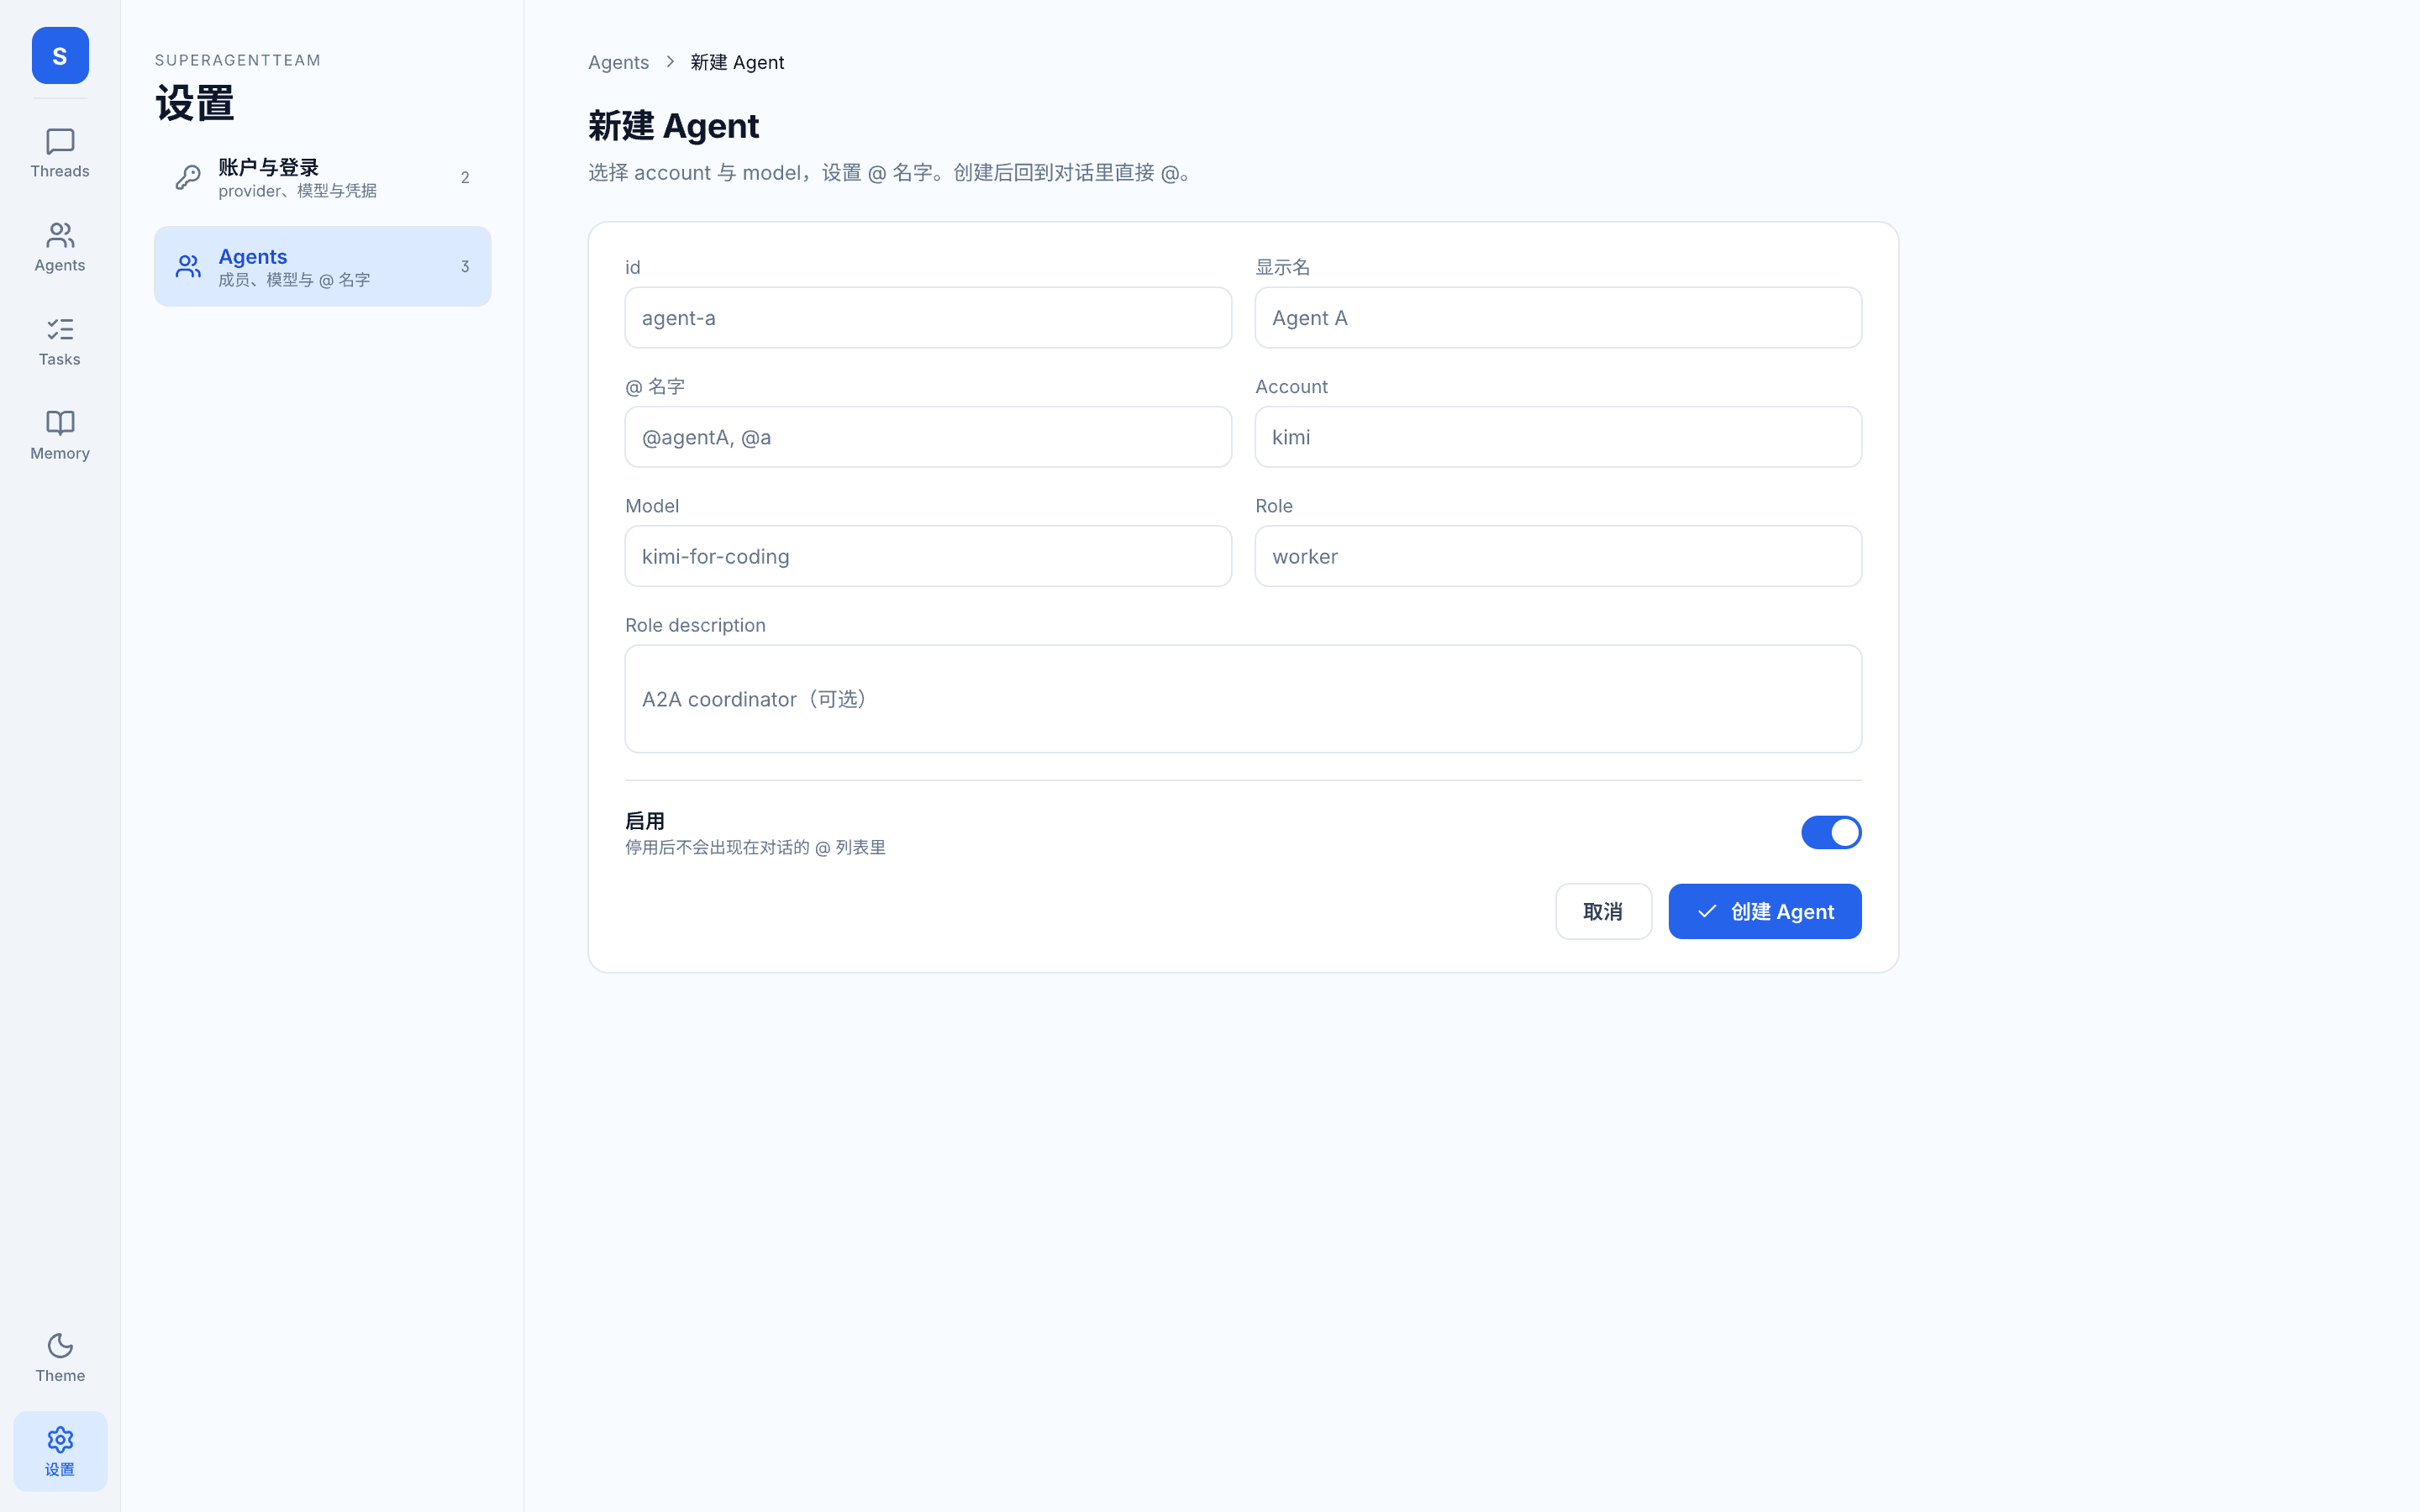 S
Threads
Agents
Tasks
Memory
Theme
设置
SUPERAGENTTEAM
设置
账户与登录
provider、模型与凭据
2
Agents
成员、模型与 @ 名字
3
Agents
新建 Agent
新建 Agent
选择 account 与 model，设置 @ 名字。创建后回到对话里直接 @。
id
显示名
agent-a
Agent A
@ 名字
Account
@agentA, @a
kimi
Model
Role
kimi-for-coding
worker
Role description
A2A coordinator（可选）
启用
停用后不会出现在对话的 @ 列表里
取消
创建 Agent